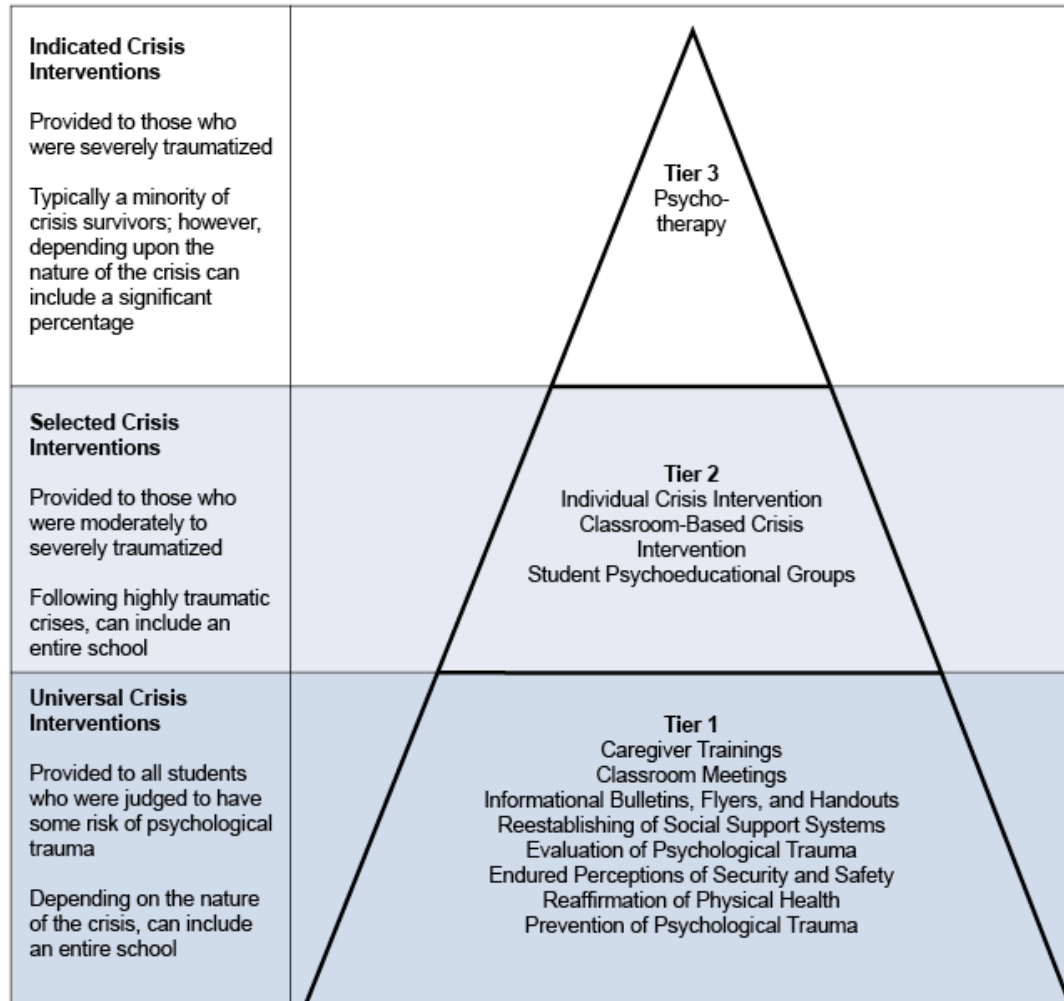 Indicated Crisis
Interventions
Provided to those who
were severely traumatized
Typically a minority of
crisis survivors; however,
depending upon the
nature of the crisis can
include a significant
percentage
Tier 3
Psycho-
therapy
Selected Crisis
Interventions
Provided to those who
were moderately to
severely traumatized
Following highly traumatic
crises, can include an
entire school
Tier 2
Individual Crisis Intervention
Classroom-Based Crisis
Intervention
Student Psychoeducational Groups
Universal Crisis
Interventions
Provided to all students
who were judged to have
some risk of psychological
trauma
Depending on the nature
of the crisis, can include
an entire school
Tier 1
Caregiver Trainings
Classroom Meetings
Informational Bulletins, Flyers, and Handouts
Reestablishing of Social Support Systems
Evaluation of Psychological Trauma
Endured Perceptions of Security and Safety
Reaffirmation of Physical Health
Prevention of Psychological Trauma